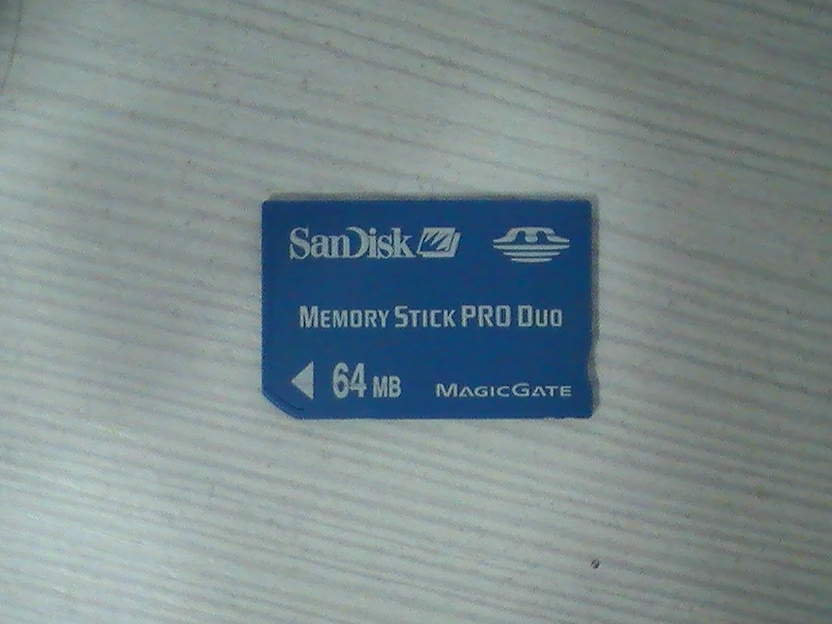 SanDisk
MEMORY STICK PRO DUO
64 MB MAGICGATE